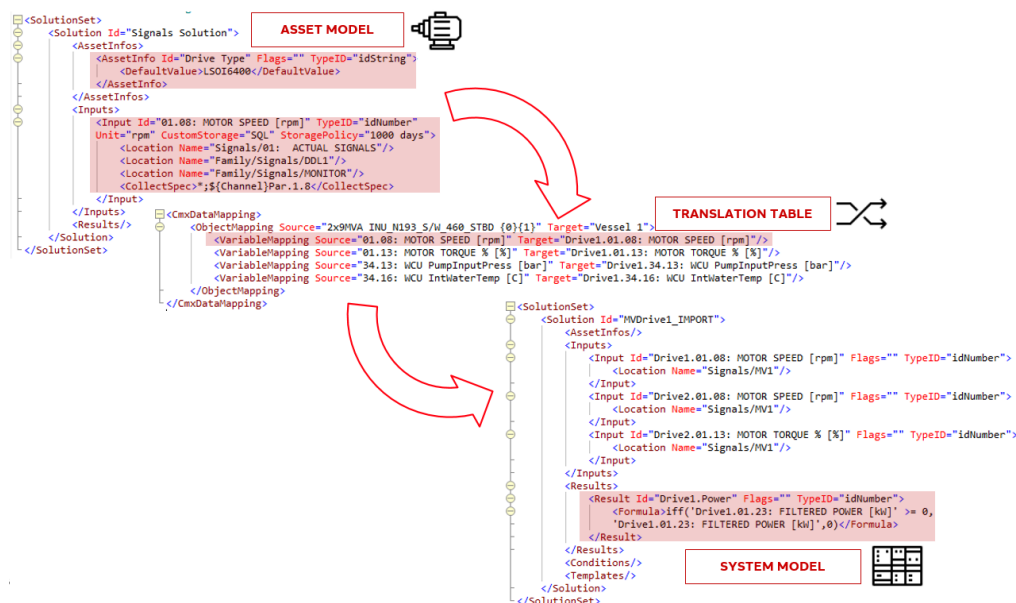 <SolutionSet>
<Solution Id="Signals Solution">
ASSET MODEL
<AssetInfos>
<AssetInfo Id="Drive Type" Flags="" TypeID="idString">
<DefaultValue>LSOI6400</DefaultValue>
</AssetInfo>
</AssetInfos>
<Inputs>
<Input Id="01.08: MOTOR SPEED [rpm]" TypeID="idNumber"
Unit="rpm" CustomStorage="SQL" StoragePolicy="1000 days">
<Location Name="Signals/01:  ACTUAL SIGNALS"/>
<Location Name="Family/Signals/DDL1"/>
<Location Name="Family/Signals/MONITOR"/>
<CollectSpec>*;${Channel}Par.1.8</CollectSpec>
</Input>
</Inputs>
<Results/>
</Solution>
</SolutionSet>
TRANSLATION TABLE
<CmxDataMapping>
<ObjectMapping Source="2x9MVA INU_N193_S/W_460_STBD {0}{1}" Target="Vessel 1">
<VariableMapping Source="01.08: MOTOR SPEED [rpm]" Target="Drive1.01.08: MOTOR SPEED [rpm]"/>
<VariableMapping Source="01.13: MOTOR TORQUE % [%]" Target="Drive1.01.13: MOTOR TORQUE % [%]"/>
<VariableMapping Source="34.13: WCU PumpInputPress [bar]" Target="Drive1.34.13: WCU PumpInputPress [bar]"/>
<VariableMapping Source="34.16: WCU IntWaterTemp [C]" Target="Drive1.34.16: WCU IntWaterTemp [C]"/>
</ObjectMapping>
</CmxDataMapping>
<SolutionSet>
<Solution Id="MVDrive1_IMPORT">
<AssetInfos/>
<Inputs>
<Input Id="Drive1.01.08: MOTOR SPEED [rpm]" Flags="" TypeID="idNumber">
<Location Name="Signals/MV1"/>
</Input>
<Input Id="Drive2.01.08: MOTOR SPEED [rpm]" Flags="" TypeID="idNumber">
<Location Name="Signals/MV1"/>
</Input>
<Input Id="Drive2.01.13: MOTOR TORQUE % [%]" Flags="" TypeID="idNumber">
<Location Name="Signals/MV1"/>
</Input>
</Inputs>
<Results>
<Result Id="Drive1.Power" Flags="" TypeID="idNumber">
<Formula>iff('Drive1.01.23: FILTERED POWER [kW]' >= 0,
'Drive1.01.23: FILTERED POWER [kW]',0)</Formula>
</Result>
</Results>
<Conditions/>
<Templates/>
</Solution>
</SolutionSet>
SYSTEM MODEL